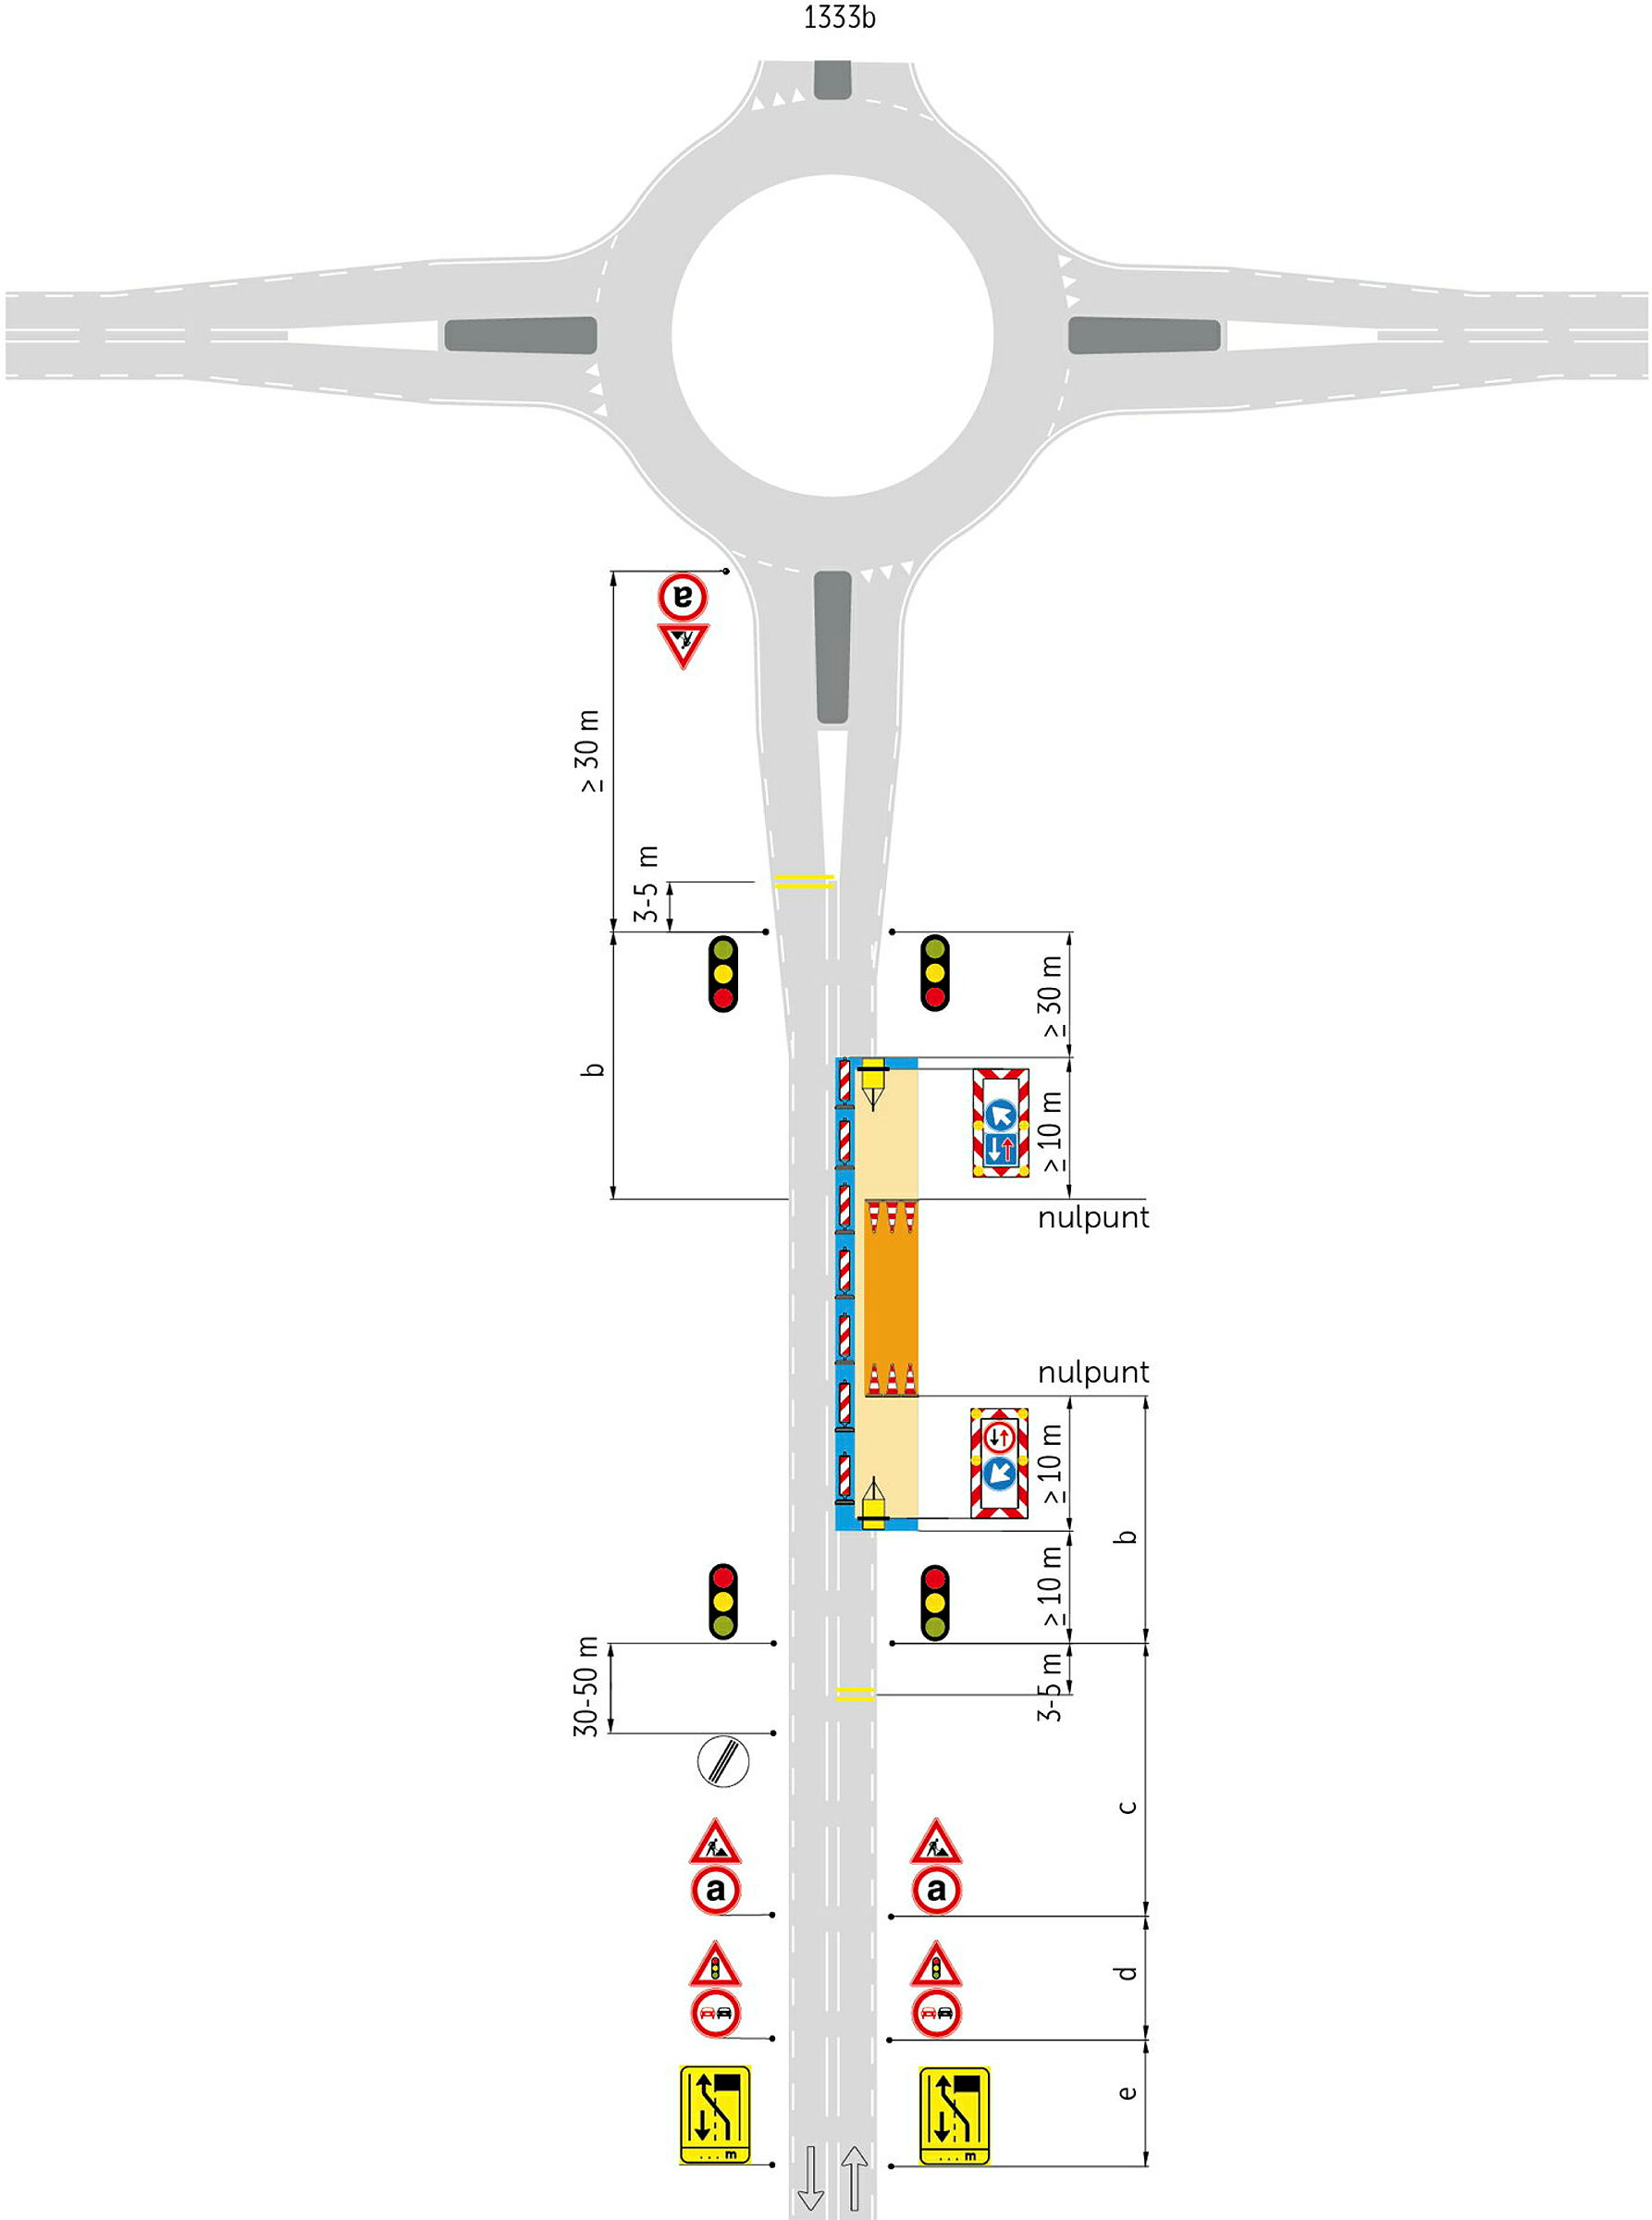 1333b
a
≥ 30 m
3-5 m
≥ 30 m
b
≥ 10 m
nulpunt
nulpunt
≥ 10 m
b
≥ 10 m
30-50 m
3-5 m
c
a
a
d
e
... m
... m